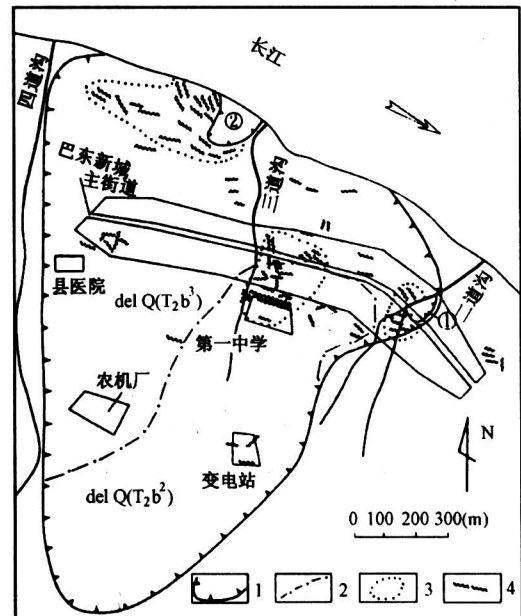 长江
四道沟
②
三道沟
巴东新城
主街道
县医院
del Q(T₂b³)
第一中学
①
二道沟
农机厂
变电站
del Q(T₂b²)
N
0 100 200 300(m)
1 2 3 4